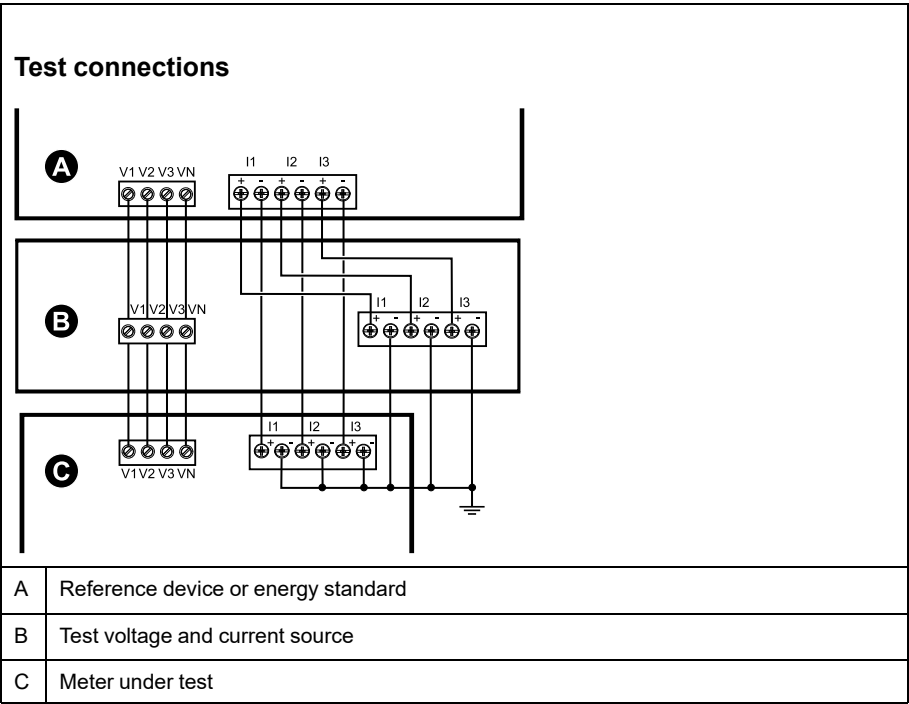 Test connections
A
V1 V2 V3 VN
I1 I2 I3
+ - + - + -
B
V1 V2 V3 VN
I1 I2 I3
+ - + - + -
C
V1 V2 V3 VN
I1 I2 I3
+ - + - + -
A Reference device or energy standard
B Test voltage and current source
C Meter under test